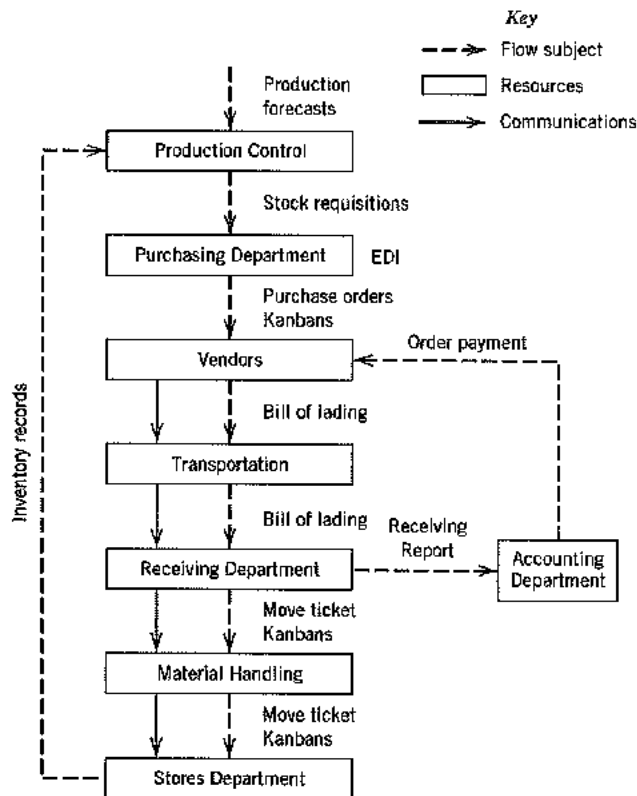 Key
Flow subject
Resources
Communications
Production
forecasts
Production Control
Stock requisitions
Purchasing Department
EDI
Purchase orders
Kanbans
Order payment
Vendors
Bill of lading
Transportation
Bill of lading
Receiving
Report
Receiving Department
Accounting
Department
Move ticket
Kanbans
Material Handling
Move ticket
Kanbans
Stores Department
Inventory records